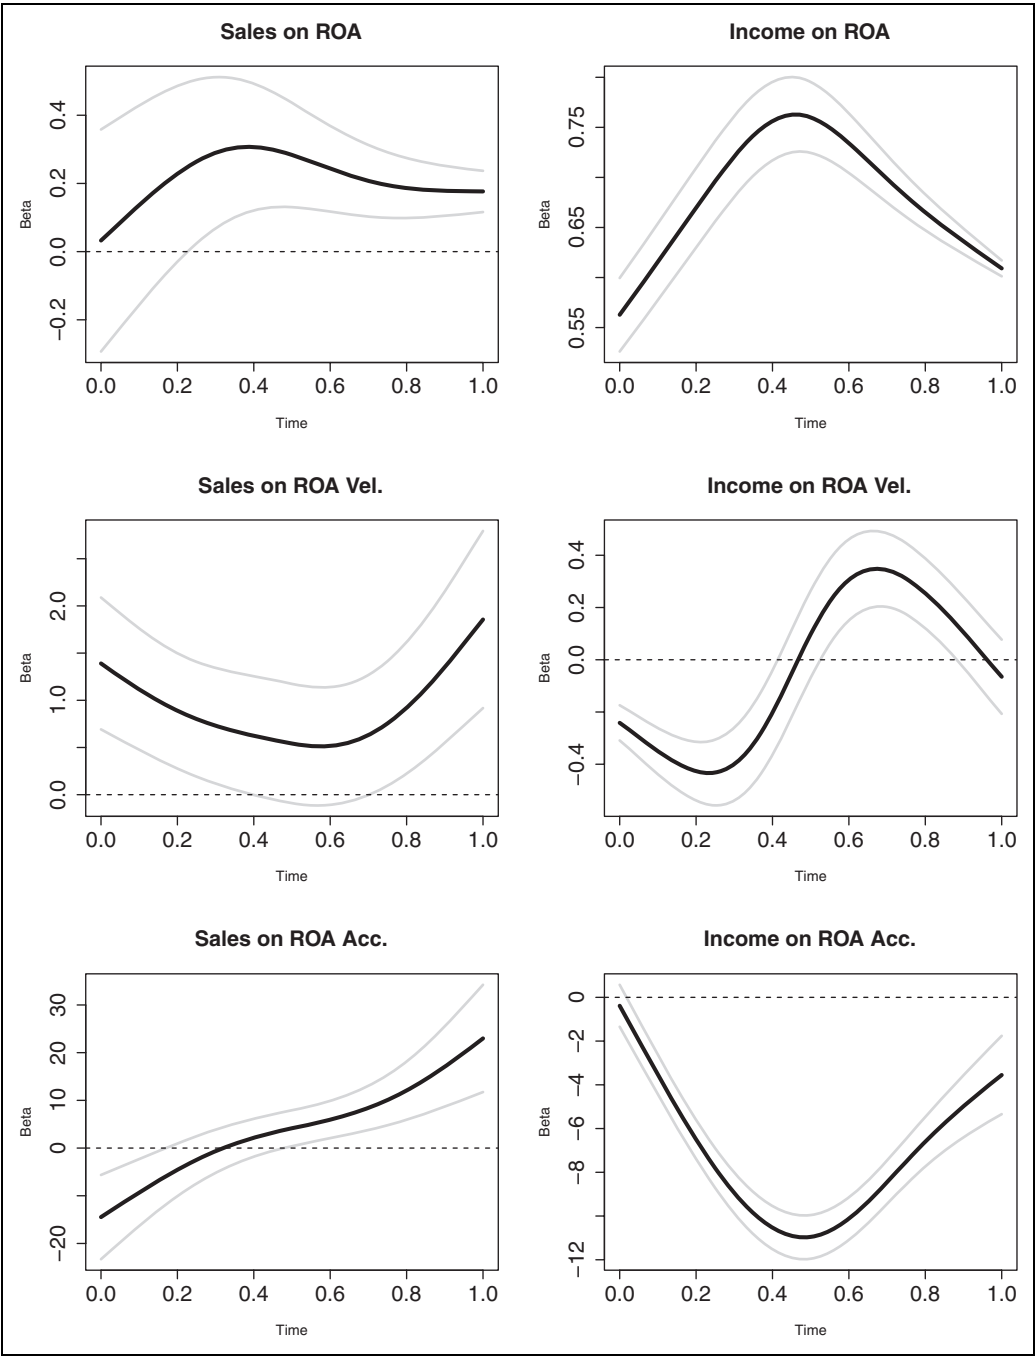 Sales on ROA
Beta
0.4
0.2
0.0
−0.2
0.0 0.2 0.4 0.6 0.8 1.0
Time
Income on ROA
Beta
0.75
0.65
0.55
0.0 0.2 0.4 0.6 0.8 1.0
Time
Sales on ROA Vel.
Beta
2.0
1.0
0.0
0.0 0.2 0.4 0.6 0.8 1.0
Time
Income on ROA Vel.
Beta
0.4
0.2
0.0
−0.4
0.0 0.2 0.4 0.6 0.8 1.0
Time
Sales on ROA Acc.
Beta
30
20
10
0
−20
0.0 0.2 0.4 0.6 0.8 1.0
Time
Income on ROA Acc.
Beta
0
−2
−4
−6
−8
−12
0.0 0.2 0.4 0.6 0.8 1.0
Time